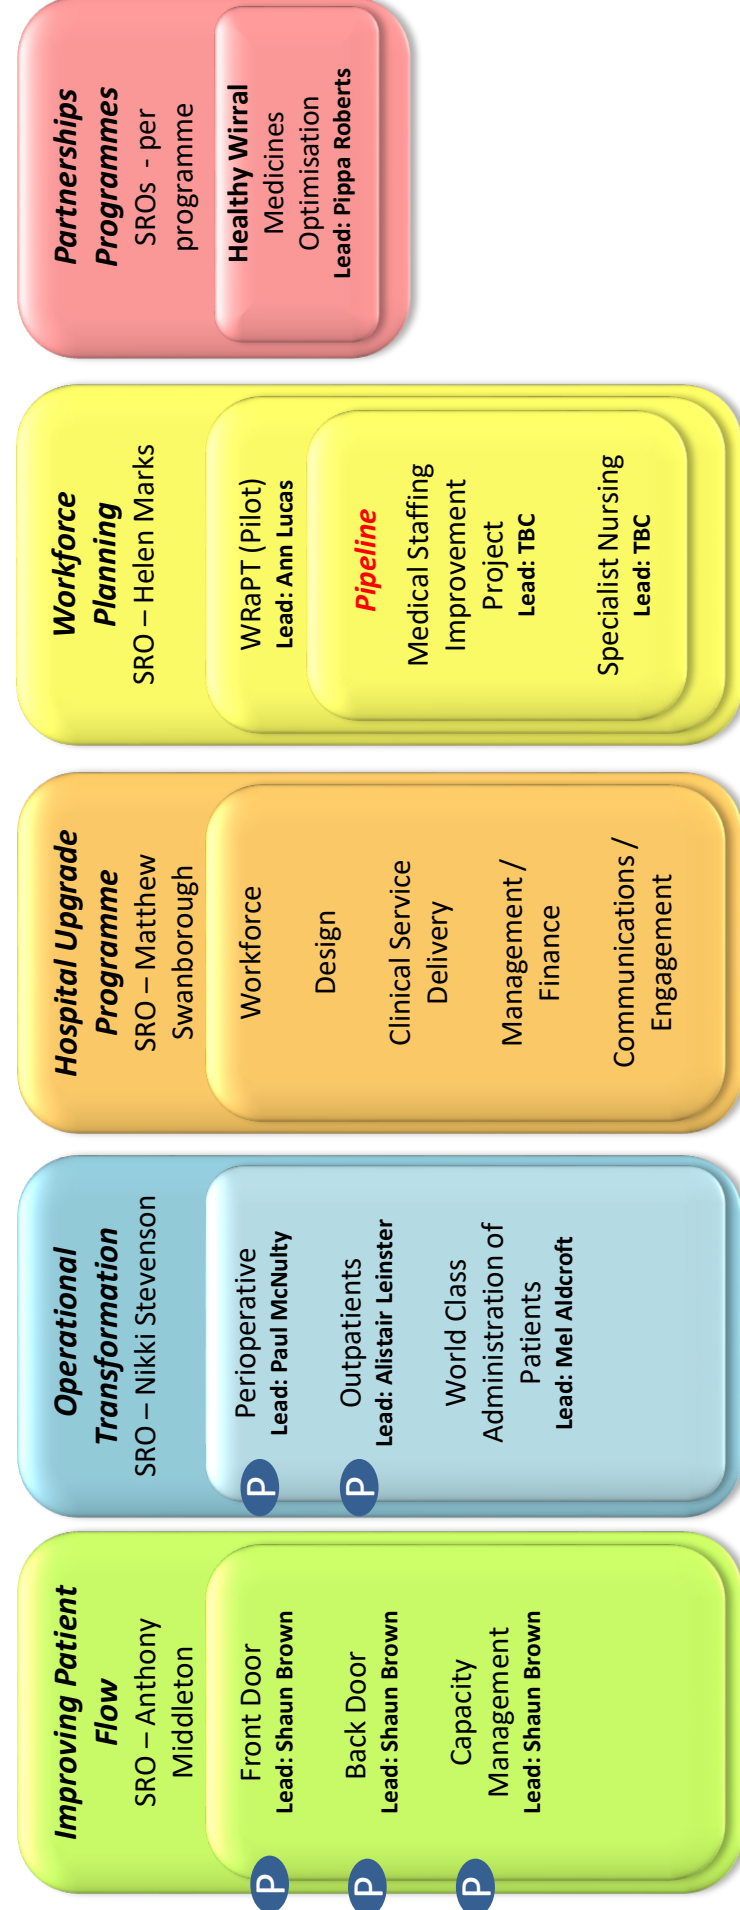 Improving Patient
Flow
SRO – Anthony
Middleton
P
Front Door
Lead: Shaun Brown
P
Back Door
Lead: Shaun Brown
P
Capacity
Management
Lead: Shaun Brown
Operational
Transformation
SRO – Nikki Stevenson
P
Perioperative
Lead: Paul McNulty
P
Outpatients
Lead: Alistair Leinster
World Class
Administration of
Patients
Lead: Mel Aldcroft
Hospital Upgrade
Programme
SRO – Matthew
Swanborough
Workforce
Design
Clinical Service
Delivery
Management /
Finance
Communications /
Engagement
Workforce
Planning
SRO – Helen Marks
WRaPT (Pilot)
Lead: Ann Lucas
Pipeline
Medical Staffing
Improvement
Project
Lead: TBC
Specialist Nursing
Lead: TBC
Partnerships
Programmes
SROs - per
programme
Healthy Wirral
Medicines
Optimisation
Lead: Pippa Roberts